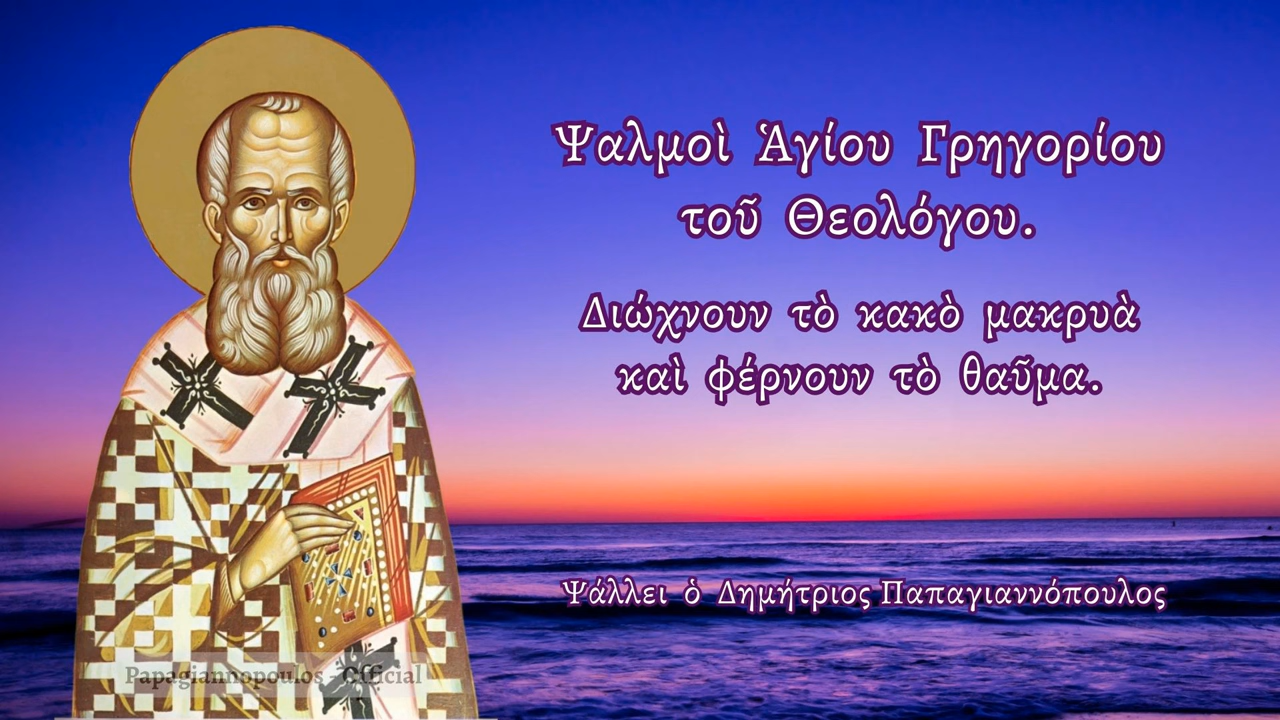 Ψαλμοὶ Ἁγίου Γρηγορίου
τοῦ Θεολόγου.
Διώχνουν τὸ κακὸ μακρυὰ
καὶ φέρνουν τὸ θαῦμα.
Ψάλλει ὁ Δημήτριος Παπαγιαννόπουλος
Papagiannopoulos - Official